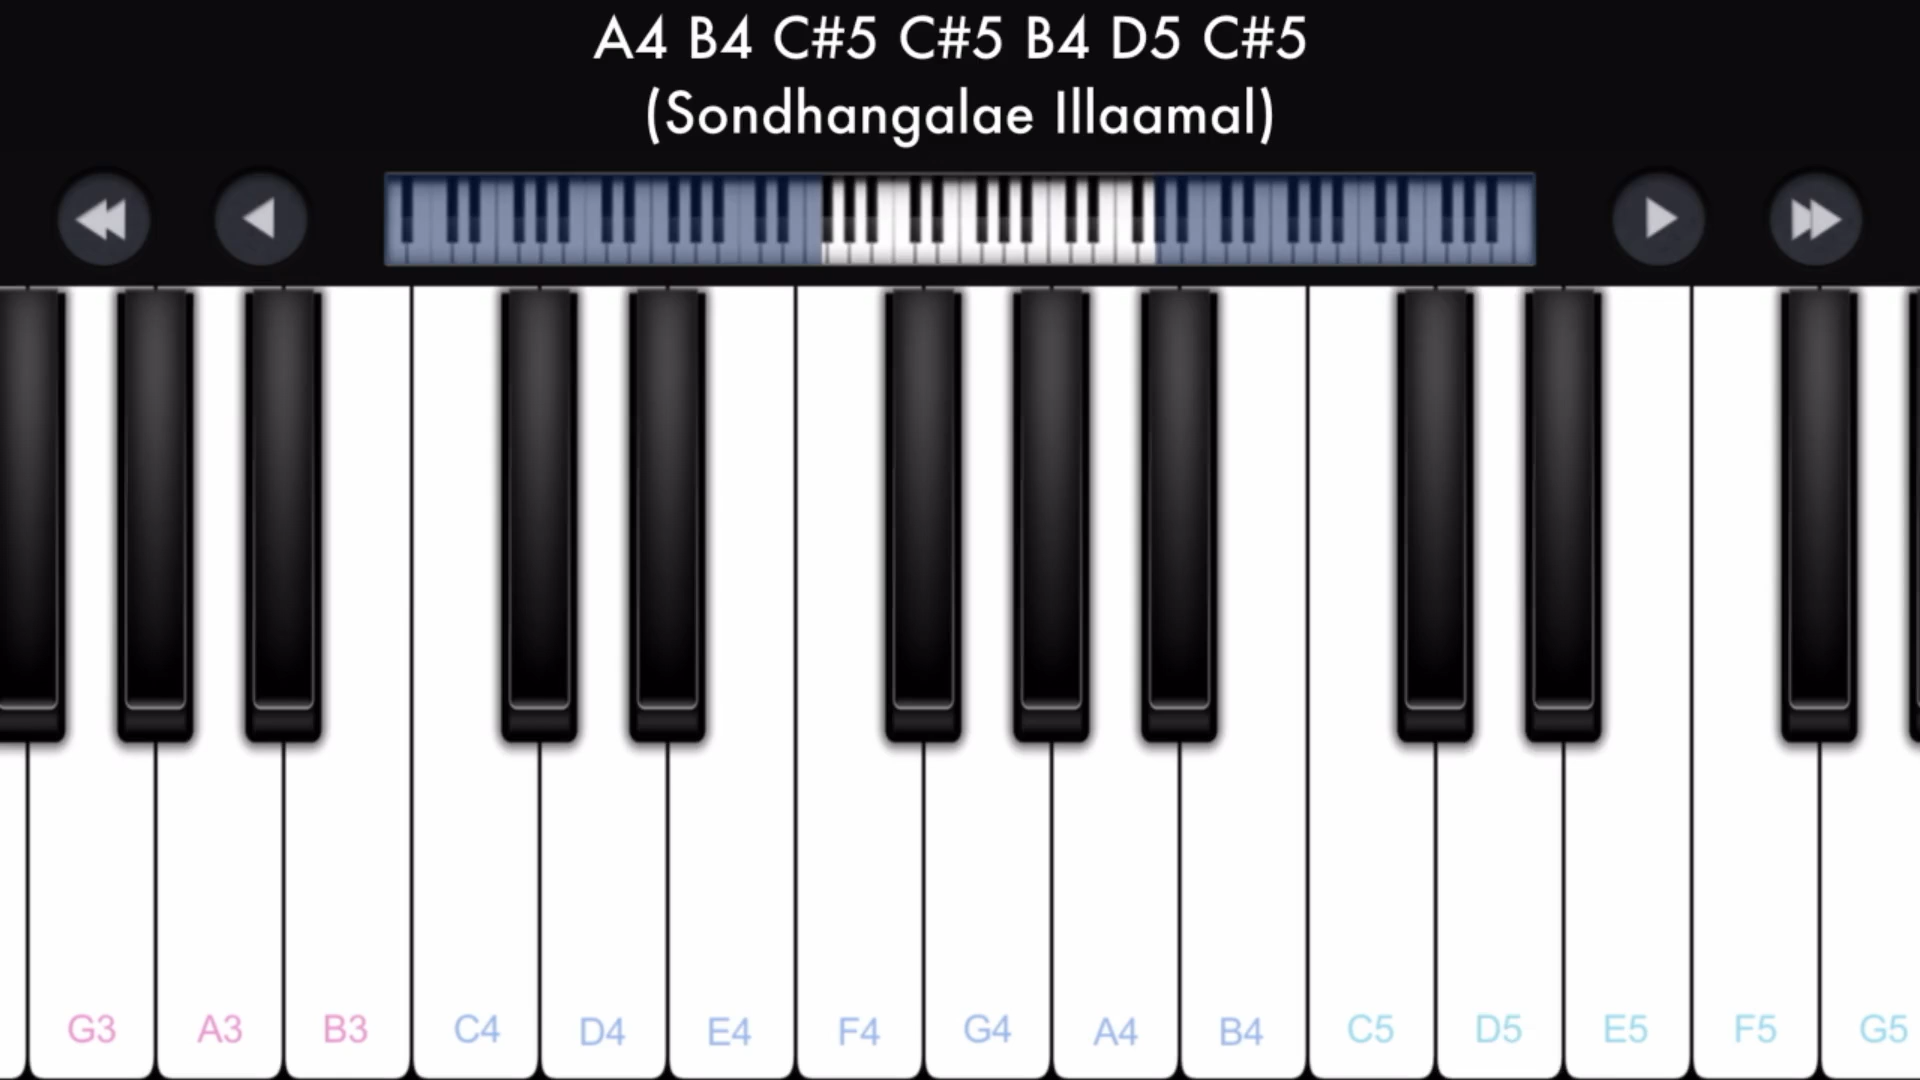 A4 B4 C#5 C#5 B4 D5 C#5
(Sondhangalae Illaamal)
G3 A3 B3 C4 D4 E4 F4 G4 A4 B4 C5 D5 E5 F5 G5